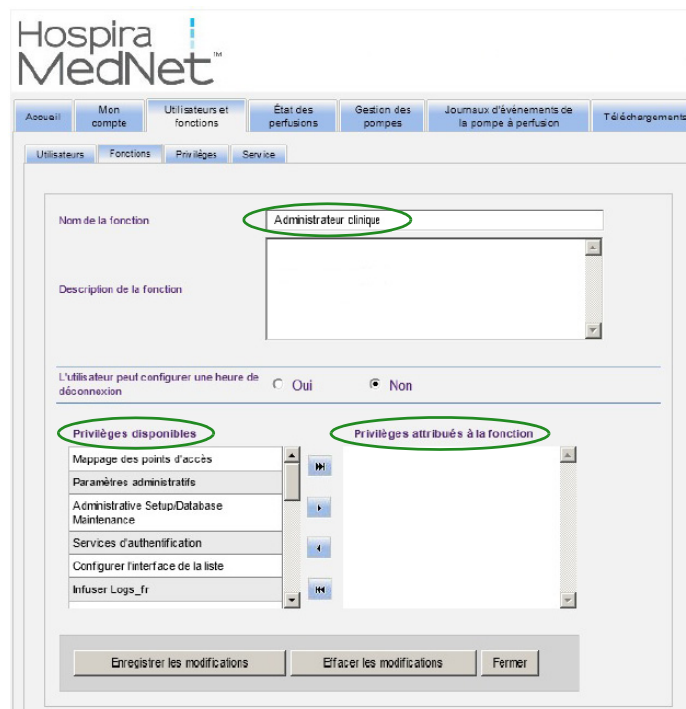 Hospira
MedNet™
Accueil
Mon compte
Utilisateurs et fonctions
État des perfusions
Gestion des pompes
Journaux d'événements de la pompe à perfusion
Téléchargements
Utilisateurs
Fonctions
Privilèges
Service
Nom de la fonction
Administrateur clinique
Description de la fonction
L'utilisateur peut configurer une heure de
déconnexion
Oui
Non
Privilèges disponibles
Privilèges attribués à la fonction
Mappage des points d'accès
Paramètres administratifs
Administrative Setup/Database
Maintenance
Services d'authentification
Configurer l'interface de la liste
Infuser Logs_fr
Enregistrer les modifications
Effacer les modifications
Fermer